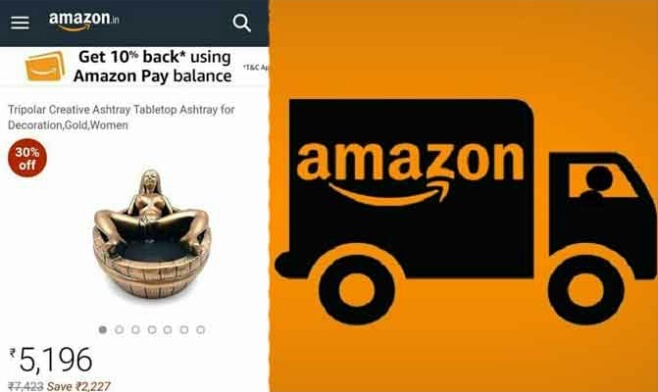 amazon.in
Get 10% back* using
Amazon Pay balance
Tripolar Creative Ashtray Tabletop Ashtray for
Decoration,Gold,Women
30%
off
₹5,196
₹7,423 Save ₹2,227
amazon